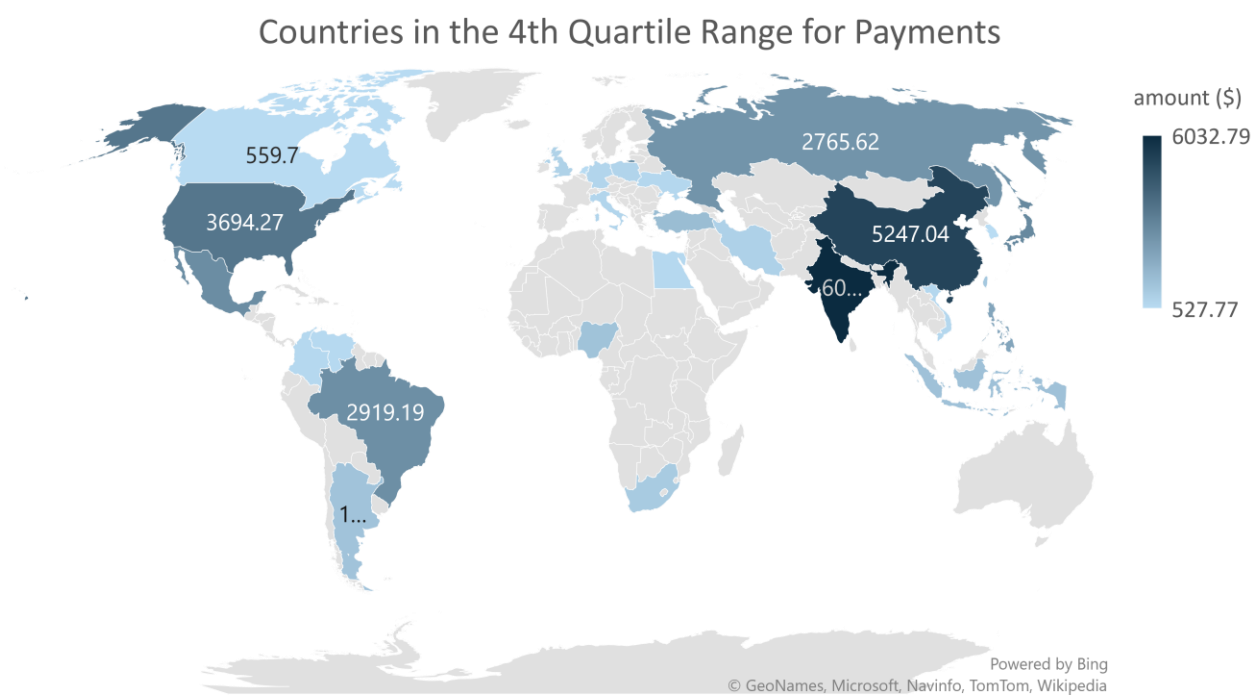 Countries in the 4th Quartile Range for Payments
amount ($)
6032.79
527.77
559.7
2765.62
3694.27
5247.04
60...
2919.19
1...
Powered by Bing
© GeoNames, Microsoft, Navinfo, TomTom, Wikipedia